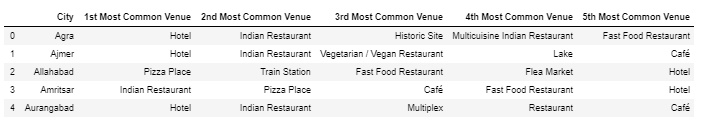 City 1st Most Common Venue 2nd Most Common Venue 3rd Most Common Venue 4th Most Common Venue 5th Most Common Venue
0 Agra Hotel Indian Restaurant Historic Site Multicuisine Indian Restaurant Fast Food Restaurant
1 Ajmer Hotel Indian Restaurant Vegetarian / Vegan Restaurant Lake Café
2 Allahabad Pizza Place Train Station Fast Food Restaurant Flea Market Hotel
3 Amritsar Indian Restaurant Pizza Place Café Fast Food Restaurant Hotel
4 Aurangabad Hotel Indian Restaurant Multiplex Restaurant Café